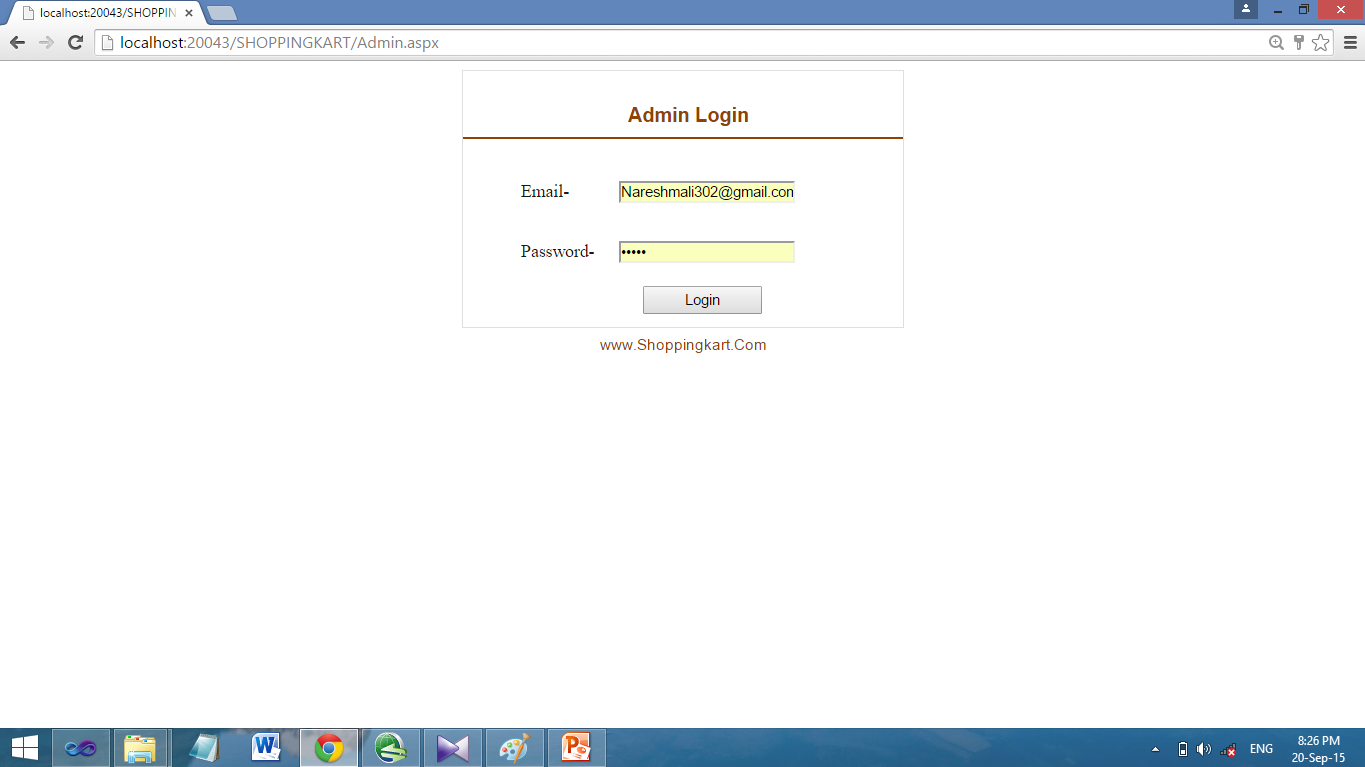 localhost:20043/SHOPPIN
localhost:20043/SHOPPINGKART/Admin.aspx
Admin Login
Email-
Nareshmali302@gmail.con
Password-
•••••
Login
www.Shoppingkart.Com
ENG
8:26 PM
20-Sep-15